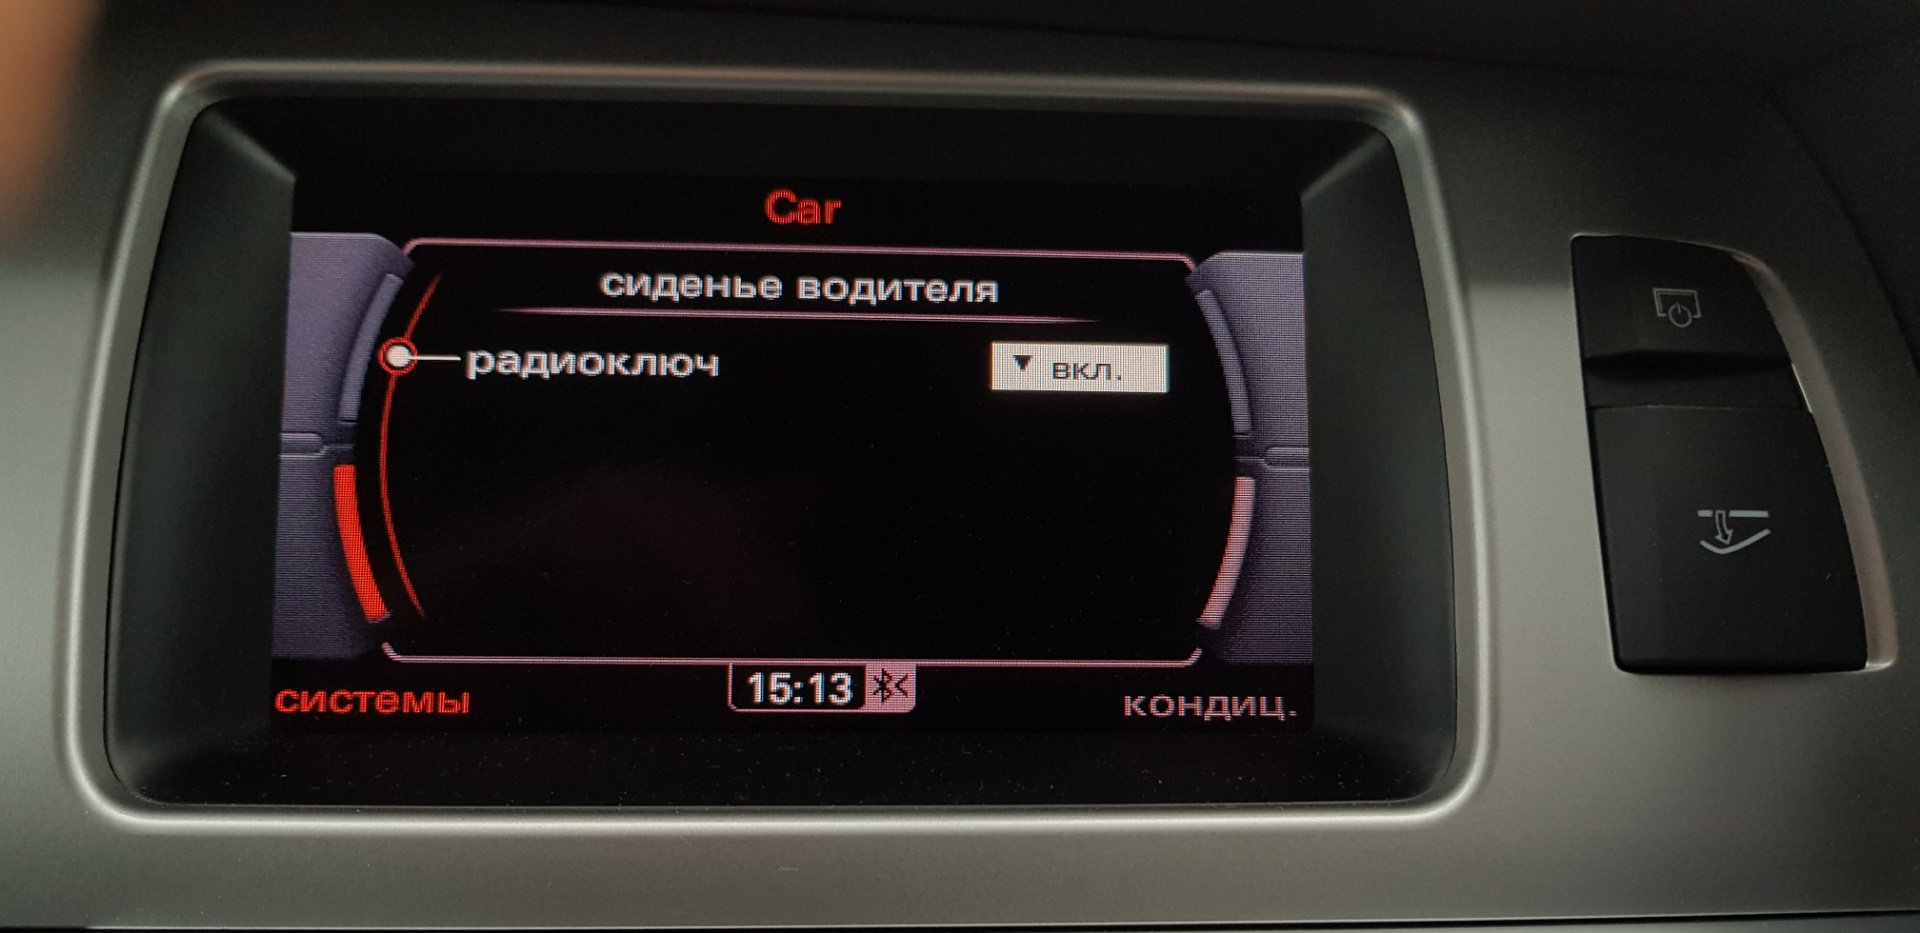 Car
сиденье водителя
радиоключ
вкл.
системы
15:13
кондиц.